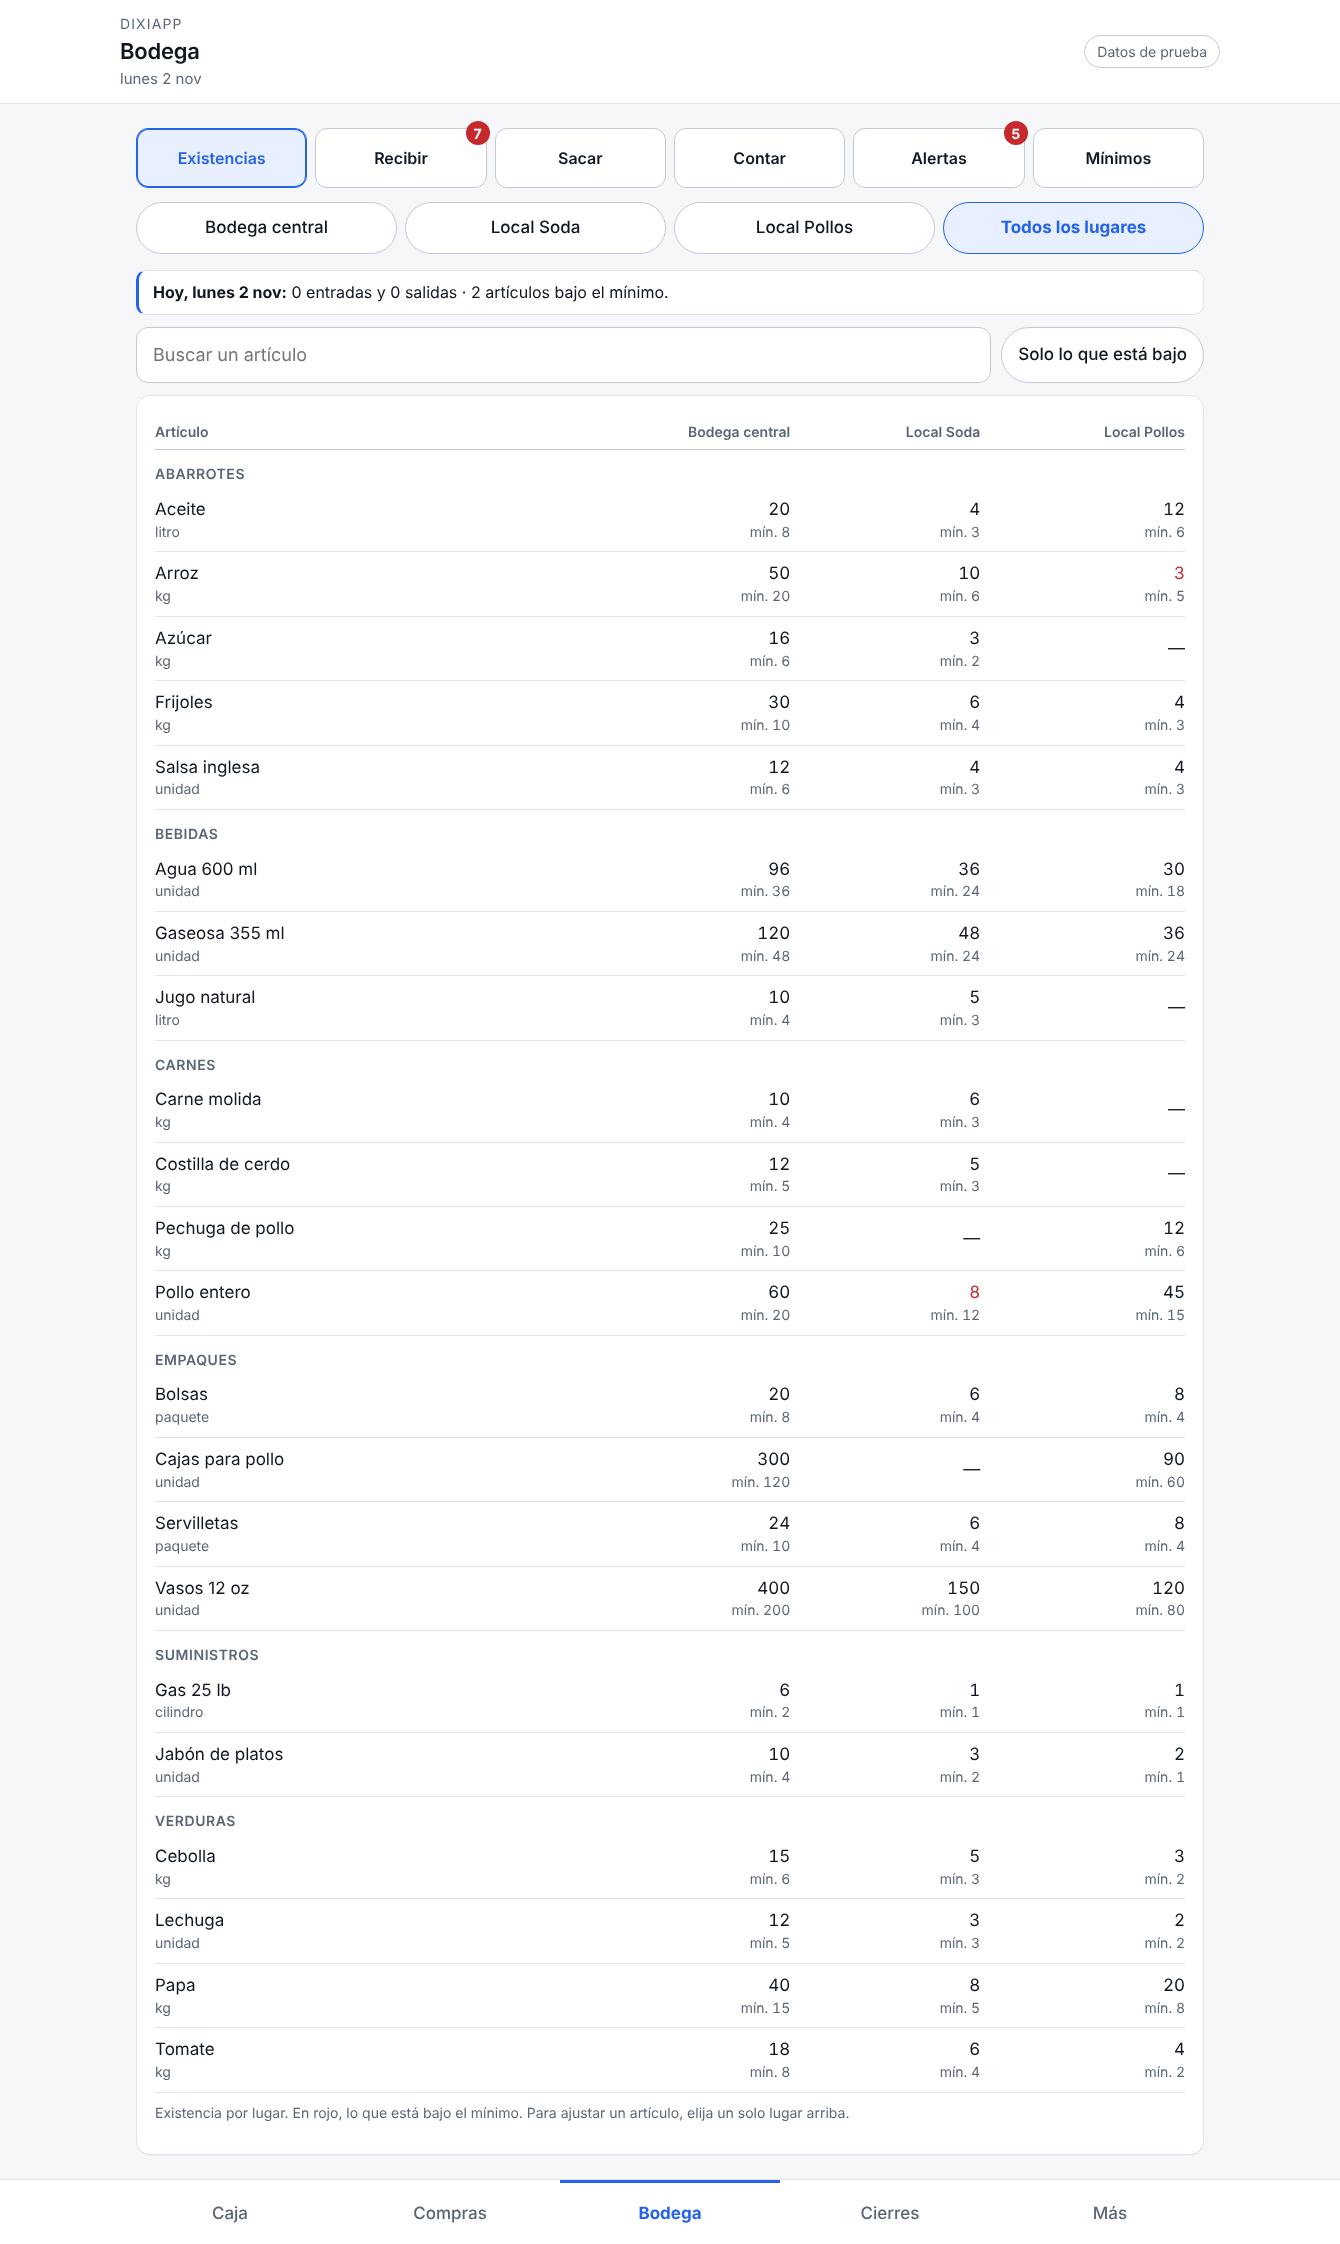 DIXIAPP
Bodega
lunes 2 nov
Datos de prueba
Existencias
Recibir 7
Sacar
Contar
Alertas 5
Mínimos
Bodega central
Local Soda
Local Pollos
Todos los lugares
Hoy, lunes 2 nov: 0 entradas y 0 salidas · 2 artículos bajo el mínimo.
Buscar un artículo
Solo lo que está bajo
Artículo Bodega central Local Soda Local Pollos
ABARROTES
Aceite 20 4 12
litro mín. 8 mín. 3 mín. 6
Arroz 50 10 3
kg mín. 20 mín. 6 mín. 5
Azúcar 16 3 —
kg mín. 6 mín. 2
Frijoles 30 6 4
kg mín. 10 mín. 4 mín. 3
Salsa inglesa 12 4 4
unidad mín. 6 mín. 3 mín. 3
BEBIDAS
Agua 600 ml 96 36 30
unidad mín. 36 mín. 24 mín. 18
Gaseosa 355 ml 120 48 36
unidad mín. 48 mín. 24 mín. 24
Jugo natural 10 5 —
litro mín. 4 mín. 3
CARNES
Carne molida 10 6 —
kg mín. 4 mín. 3
Costilla de cerdo 12 5 —
kg mín. 5 mín. 3
Pechuga de pollo 25 — 12
kg mín. 10 mín. 6
Pollo entero 60 8 45
unidad mín. 20 mín. 12 mín. 15
EMPAQUES
Bolsas 20 6 8
paquete mín. 8 mín. 4 mín. 4
Cajas para pollo 300 — 90
unidad mín. 120 mín. 60
Servilletas 24 6 8
paquete mín. 10 mín. 4 mín. 4
Vasos 12 oz 400 150 120
unidad mín. 200 mín. 100 mín. 80
SUMINISTROS
Gas 25 lb 6 1 1
cilindro mín. 2 mín. 1 mín. 1
Jabón de platos 10 3 2
unidad mín. 4 mín. 2 mín. 1
VERDURAS
Cebolla 15 5 3
kg mín. 6 mín. 3 mín. 2
Lechuga 12 3 2
unidad mín. 5 mín. 3 mín. 2
Papa 40 8 20
kg mín. 15 mín. 5 mín. 8
Tomate 18 6 4
kg mín. 8 mín. 4 mín. 2
Existencia por lugar. En rojo, lo que está bajo el mínimo. Para ajustar un artículo, elija un solo lugar arriba.
Caja
Compras
Bodega
Cierres
Más